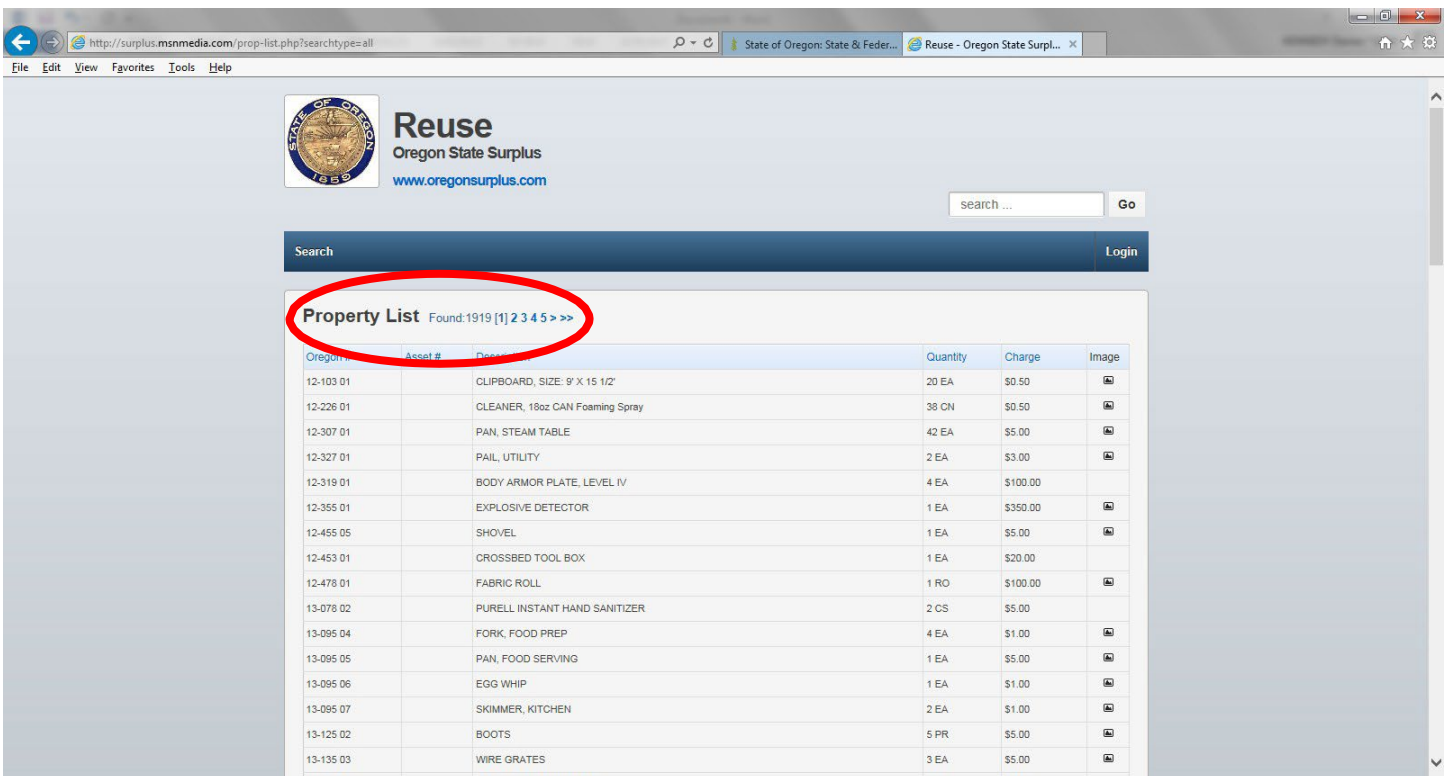 http://surplus.msnmedia.com/prop-list.php?searchtype=all
State of Oregon: State & Feder...
Reuse - Oregon State Surpl...
File Edit View Favorites Tools Help
STATE OF OREGON
1859
Reuse
Oregon State Surplus
www.oregonsurplus.com
search ...
Go
Search
Login
Property List Found:1919 [1] 2 3 4 5 > >>
Asset # Quantity Charge Image
12-103 01 CLIPBOARD, SIZE: 9' X 15 1/2' 20 EA $0.50
12-226 01 CLEANER, 18oz CAN Foaming Spray 38 CN $0.50
12-307 01 PAN, STEAM TABLE 42 EA $5.00
12-327 01 PAIL, UTILITY 2 EA $3.00
12-319 01 BODY ARMOR PLATE, LEVEL IV 4 EA $100.00
12-355 01 EXPLOSIVE DETECTOR 1 EA $350.00
12-455 05 SHOVEL 1 EA $5.00
12-453 01 CROSSBED TOOL BOX 1 EA $20.00
12-478 01 FABRIC ROLL 1 RO $100.00
13-078 02 PURELL INSTANT HAND SANITIZER 2 CS $5.00
13-095 04 FORK, FOOD PREP 4 EA $1.00
13-095 05 PAN, FOOD SERVING 1 EA $5.00
13-095 06 EGG WHIP 1 EA $1.00
13-095 07 SKIMMER, KITCHEN 2 EA $1.00
13-125 02 BOOTS 5 PR $5.00
13-135 03 WIRE GRATES 3 EA $5.00